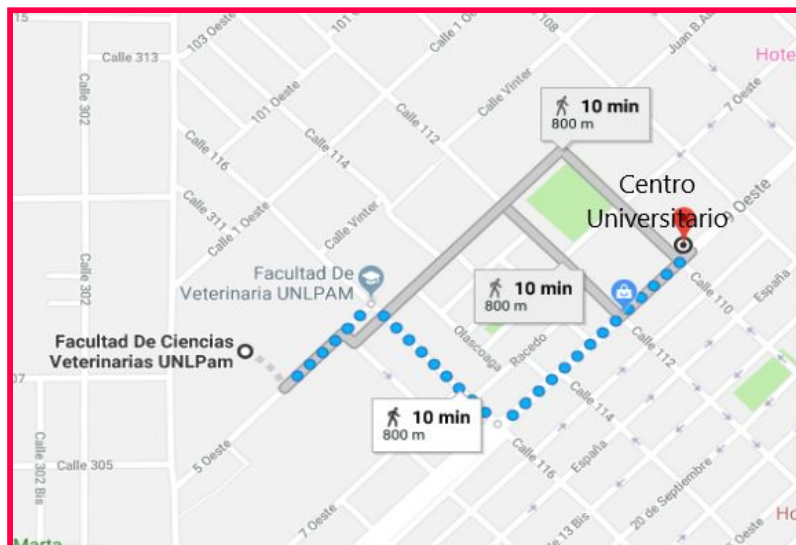 15
103 Oeste
101 Oeste
Calle 1 Oeste
108
Juan B.
Calle 313
Hote
Calle 302
101 Oeste
Calle Vinter
7 Oeste
10 min
800 m
Calle 116
Calle 112
Calle 114
Centro
Universitario
9 Oeste
Calle 311
Calle 1 Oeste
Calle Vinter
Calle 302
Facultad De
Veterinaria UNLPAM
10 min
800 m
Calle 110
España
Facultad De Ciencias
Veterinarias UNLPam
Olascoaga
Racedo
Calle 112
07
10 min
800 m
Calle 114
Calle 302 Bis
5 Oeste
Calle 305
Calle 116
España
20 de Septiembre
7 Oeste
Calle 13 Bis
Ho
Marta